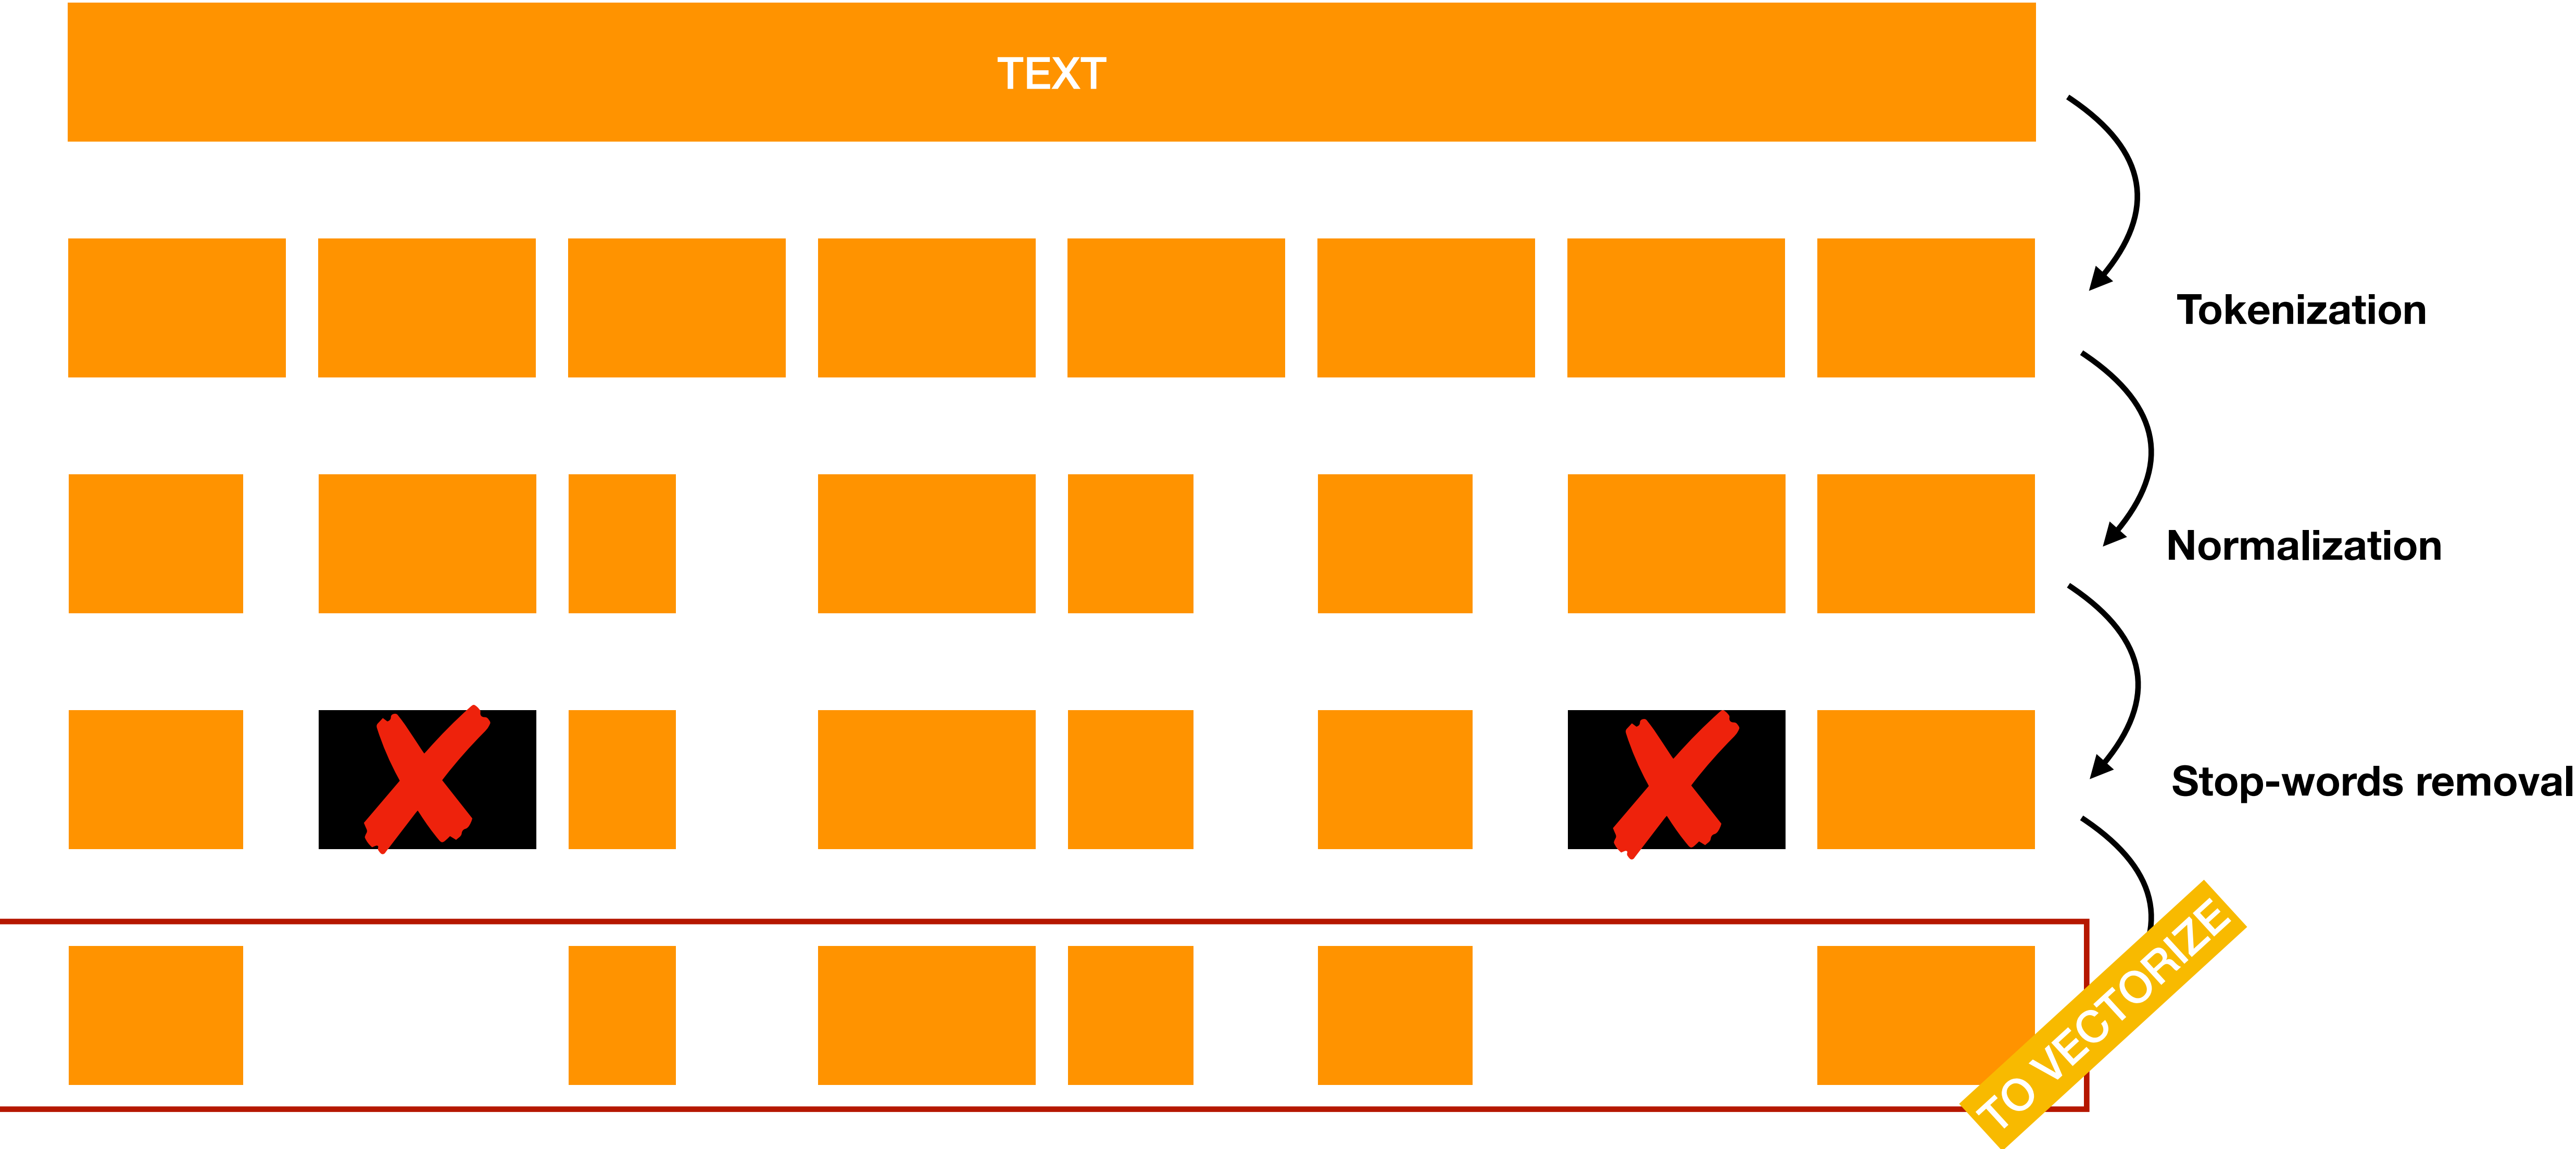 TEXT
Tokenization
Normalization
Stop-words removal
TO VECTORIZE